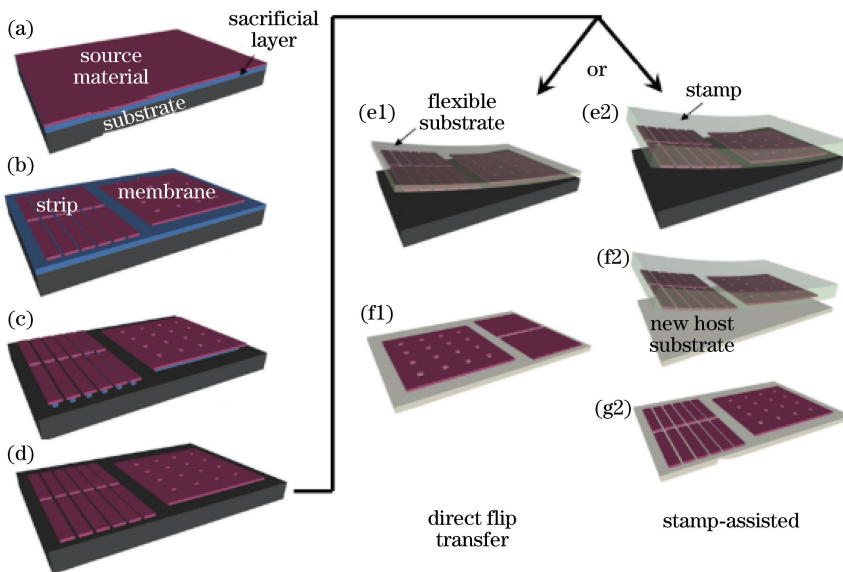 (a)
sacrificial
layer
source
material
substrate
(b)
strip
membrane
(c)
(d)
or
(e1)
flexible
substrate
(e2)
stamp
(f1)
(f2)
new host
substrate
(g2)
direct flip
transfer
stamp-assisted